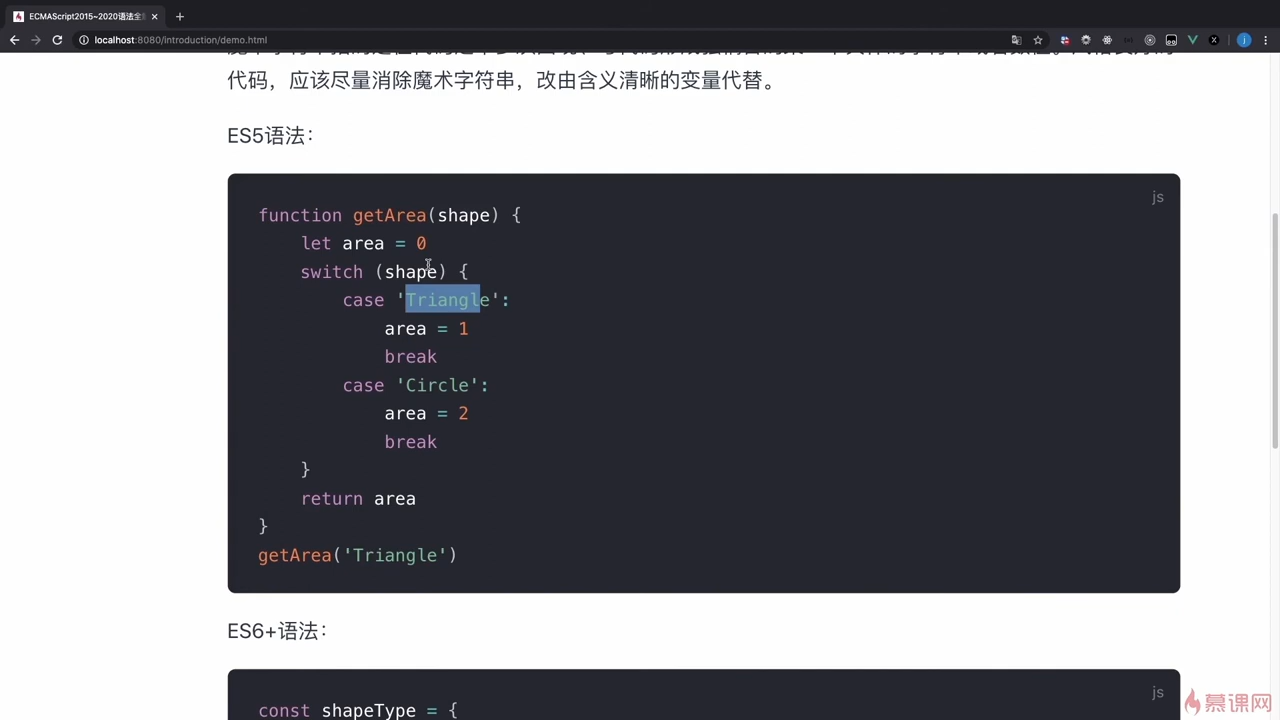 ECMAScript2015~2020语法全
localhost:8080/introduction/demo.html
代码，应该尽量消除魔术字符串，改由含义清晰的变量代替。
ES5语法：
js
function getArea(shape) {
let area = 0
switch (shape) {
case 'Triangle':
area = 1
break
case 'Circle':
area = 2
break
}
return area
}
getArea('Triangle')
ES6+语法：
js
const shapeType = {
慕课网